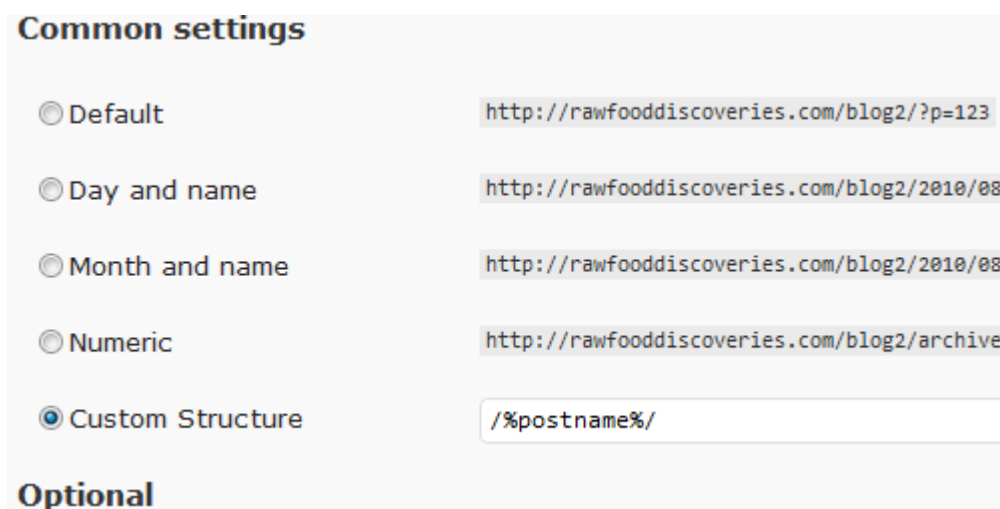 Common settings
Default http://rawfooddiscoveries.com/blog2/?p=123
Day and name http://rawfooddiscoveries.com/blog2/2010/08
Month and name http://rawfooddiscoveries.com/blog2/2010/08
Numeric http://rawfooddiscoveries.com/blog2/archive
Custom Structure /%postname%/
Optional